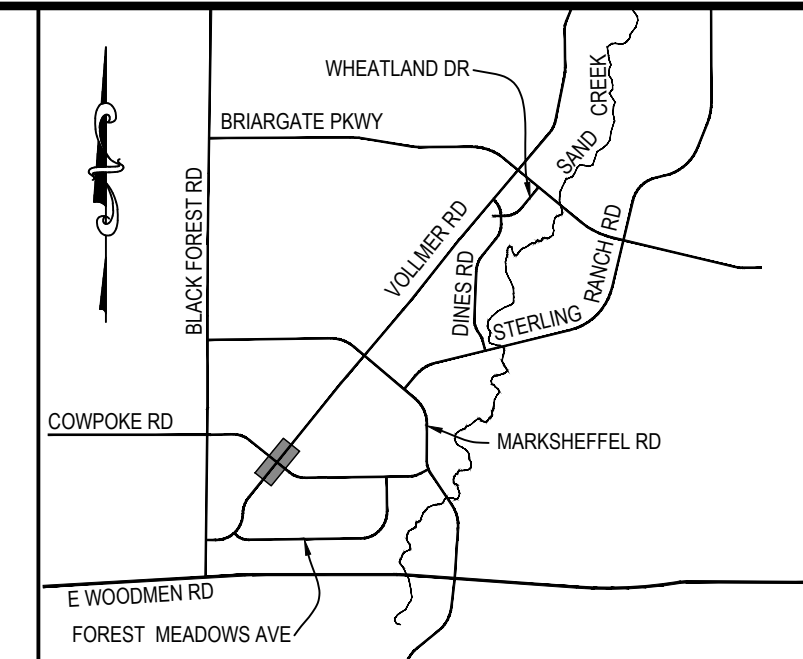 WHEATLAND DR
SAND CREEK
BRIARGATE PKWY
BLACK FOREST RD
VOLLMER RD
DINES RD
STERLING RANCH RD
COWPOKE RD
MARKSHEFFEL RD
E WOODMEN RD
FOREST MEADOWS AVE